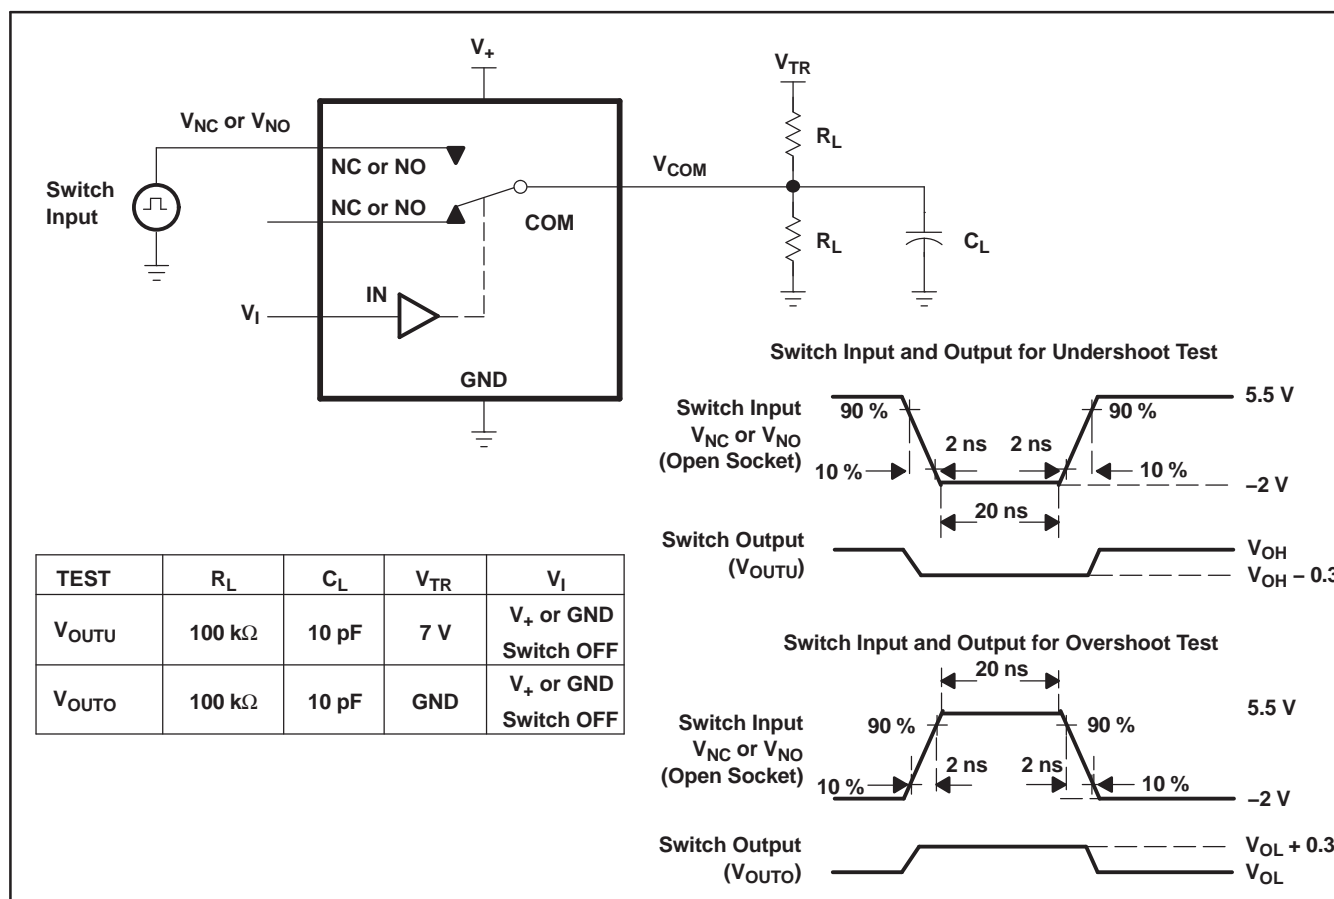 V+
VTR
VNC or VNO
RL
NC or NO
VCOM
Switch
Input
NC or NO
COM
RL
CL
IN
VI
GND
Switch Input and Output for Undershoot Test
Switch Input
VNC or VNO
(Open Socket)
5.5 V
90 %
90 %
2 ns
2 ns
10 %
10 %
–2 V
20 ns
Switch Output
(VOUTU)
VOH
VOH – 0.3
TEST RL CL VTR VI
VOUTU 100 kΩ 10 pF 7 V V+ or GND
Switch OFF
VOUTO 100 kΩ 10 pF GND V+ or GND
Switch OFF
Switch Input and Output for Overshoot Test
20 ns
5.5 V
Switch Input
VNC or VNO
(Open Socket)
90 %
90 %
2 ns
2 ns
10 %
10 %
–2 V
Switch Output
(VOUTO)
VOL + 0.3
VOL